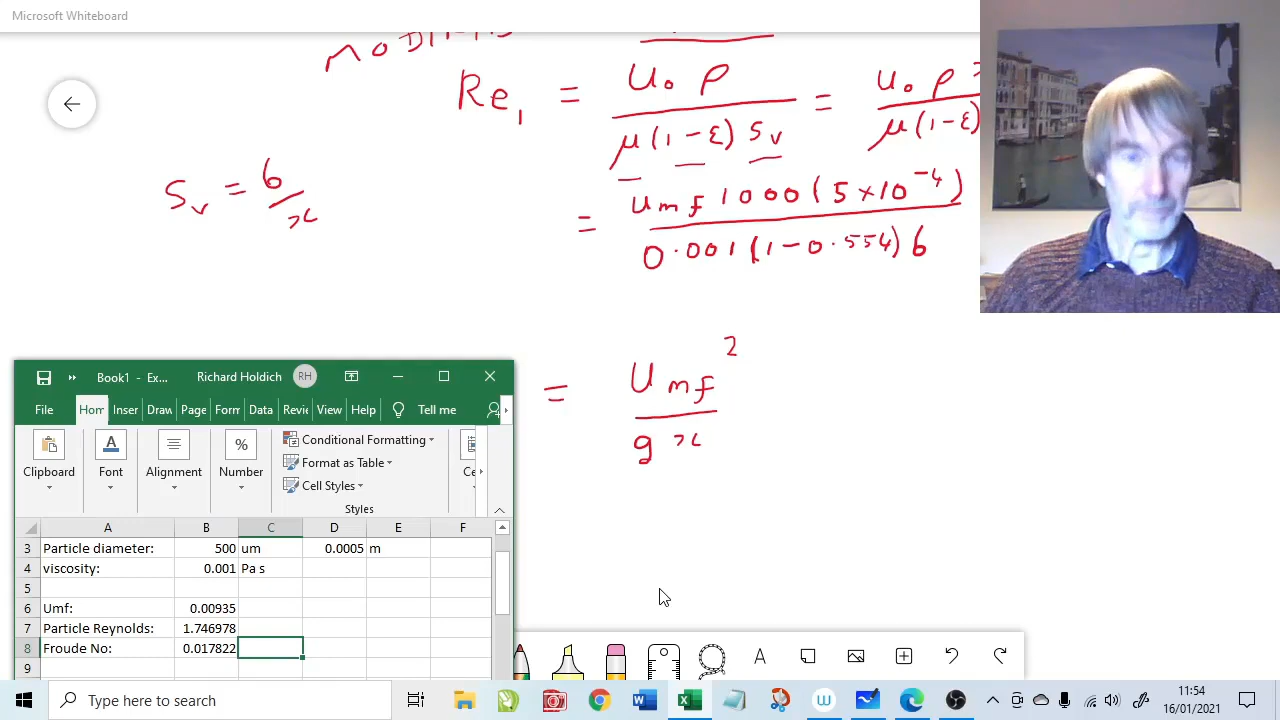 Microsoft Whiteboard
Re₁ = u₀ ρ / μ(1-ε) Sᵥ = u₀ ρ / μ(1-ε)
Sᵥ = 6/x
= Umf 1000 (5×10⁻⁴) / 0.001 (1-0.554) 6
= Umf² / g x
Book1 - Ex... Richard Holdich RH
File Hom Inser Draw Page Form Data Revie View Help Tell me
Conditional Formatting
Format as Table
Cell Styles
Clipboard Font Alignment Number Ce
Styles
A B C D E F
3 Particle diameter: 500 um 0.0005 m
4 viscosity: 0.001 Pa s
5
6 Umf: 0.00935
7 Particle Reynolds: 1.746978
8 Froude No: 0.017822
9
Type here to search
11:54
16/01/2021